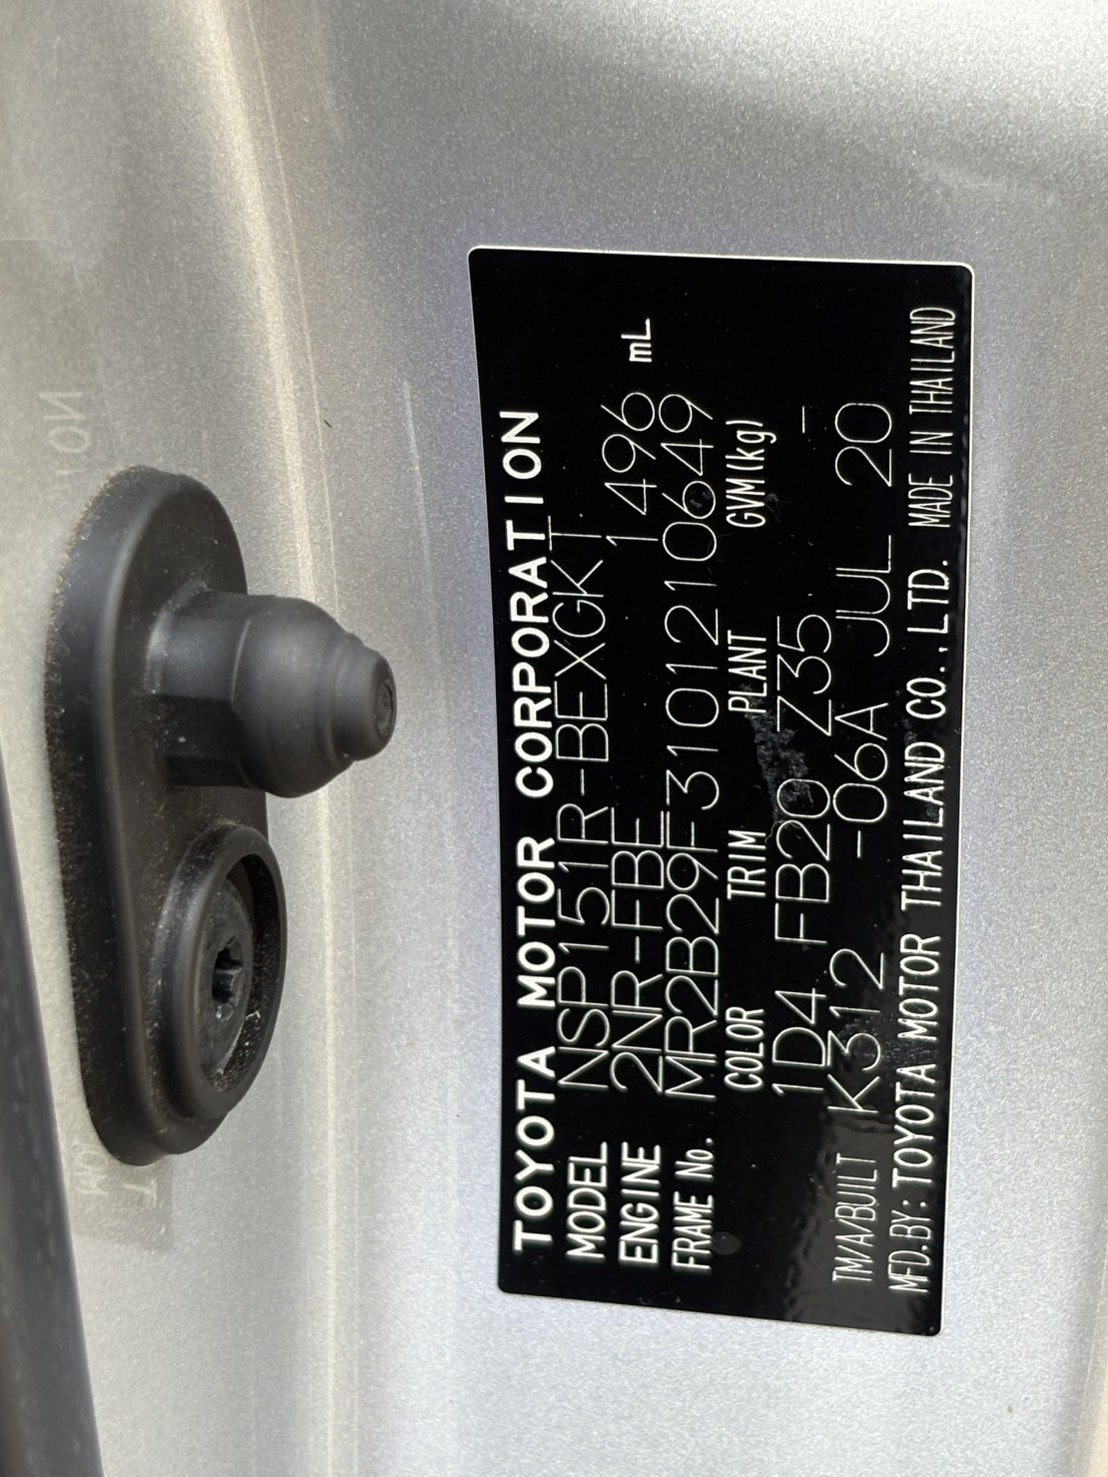 TOYOTA MOTOR CORPORATION
MODEL NSP151R-BEXGKT
ENGINE 2NR-FBE 1496 mL
FRAME No. MR2B29F3101210649
COLOR TRIM PLANT GVM(kg)
1D4 FB20 Z35 -
TM/A/BUILT K312 -06A JUL 20
MFD.BY: TOYOTA MOTOR THAILAND CO.,LTD. MADE IN THAILAND